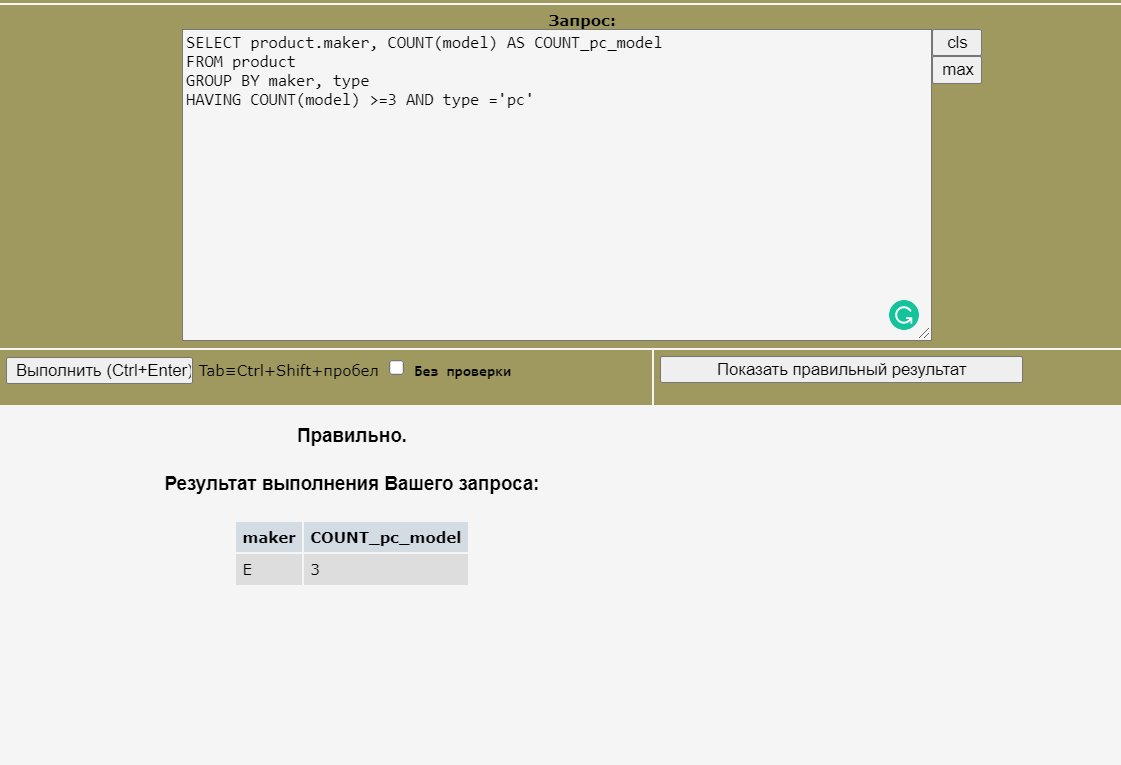 Запрос:
SELECT product.maker, COUNT(model) AS COUNT_pc_model
FROM product
GROUP BY maker, type
HAVING COUNT(model) >=3 AND type ='pc'
cls
max
Выполнить (Ctrl+Enter) Tab≡Ctrl+Shift+пробел Без проверки
Показать правильный результат
Правильно.
Результат выполнения Вашего запроса:
maker COUNT_pc_model
E 3